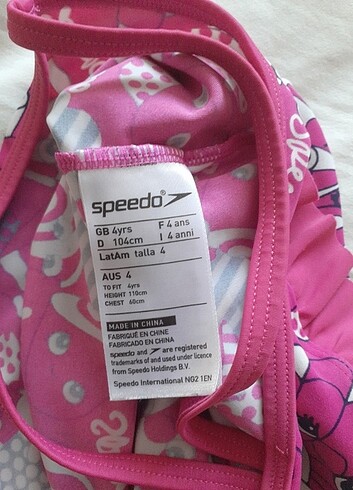 speedo®
GB 4yrs F 4 ans
D 104cm I 4 anni
LatAm talla 4
AUS 4
TO FIT 4yrs
HEIGHT 110cm
CHEST 60cm
MADE IN CHINA
FABRIQUÉ EN CHINE
FABRICADO EN CHINA
speedo and are registered
trademarks of and used under licence
from Speedo Holdings B.V.
Speedo International NG2 1EN